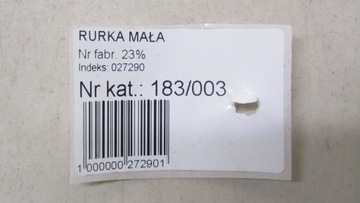 RURKA MAŁA
Nr fabr. 23%
Indeks: 027290
Nr kat.: 183/003
1 000000 272901